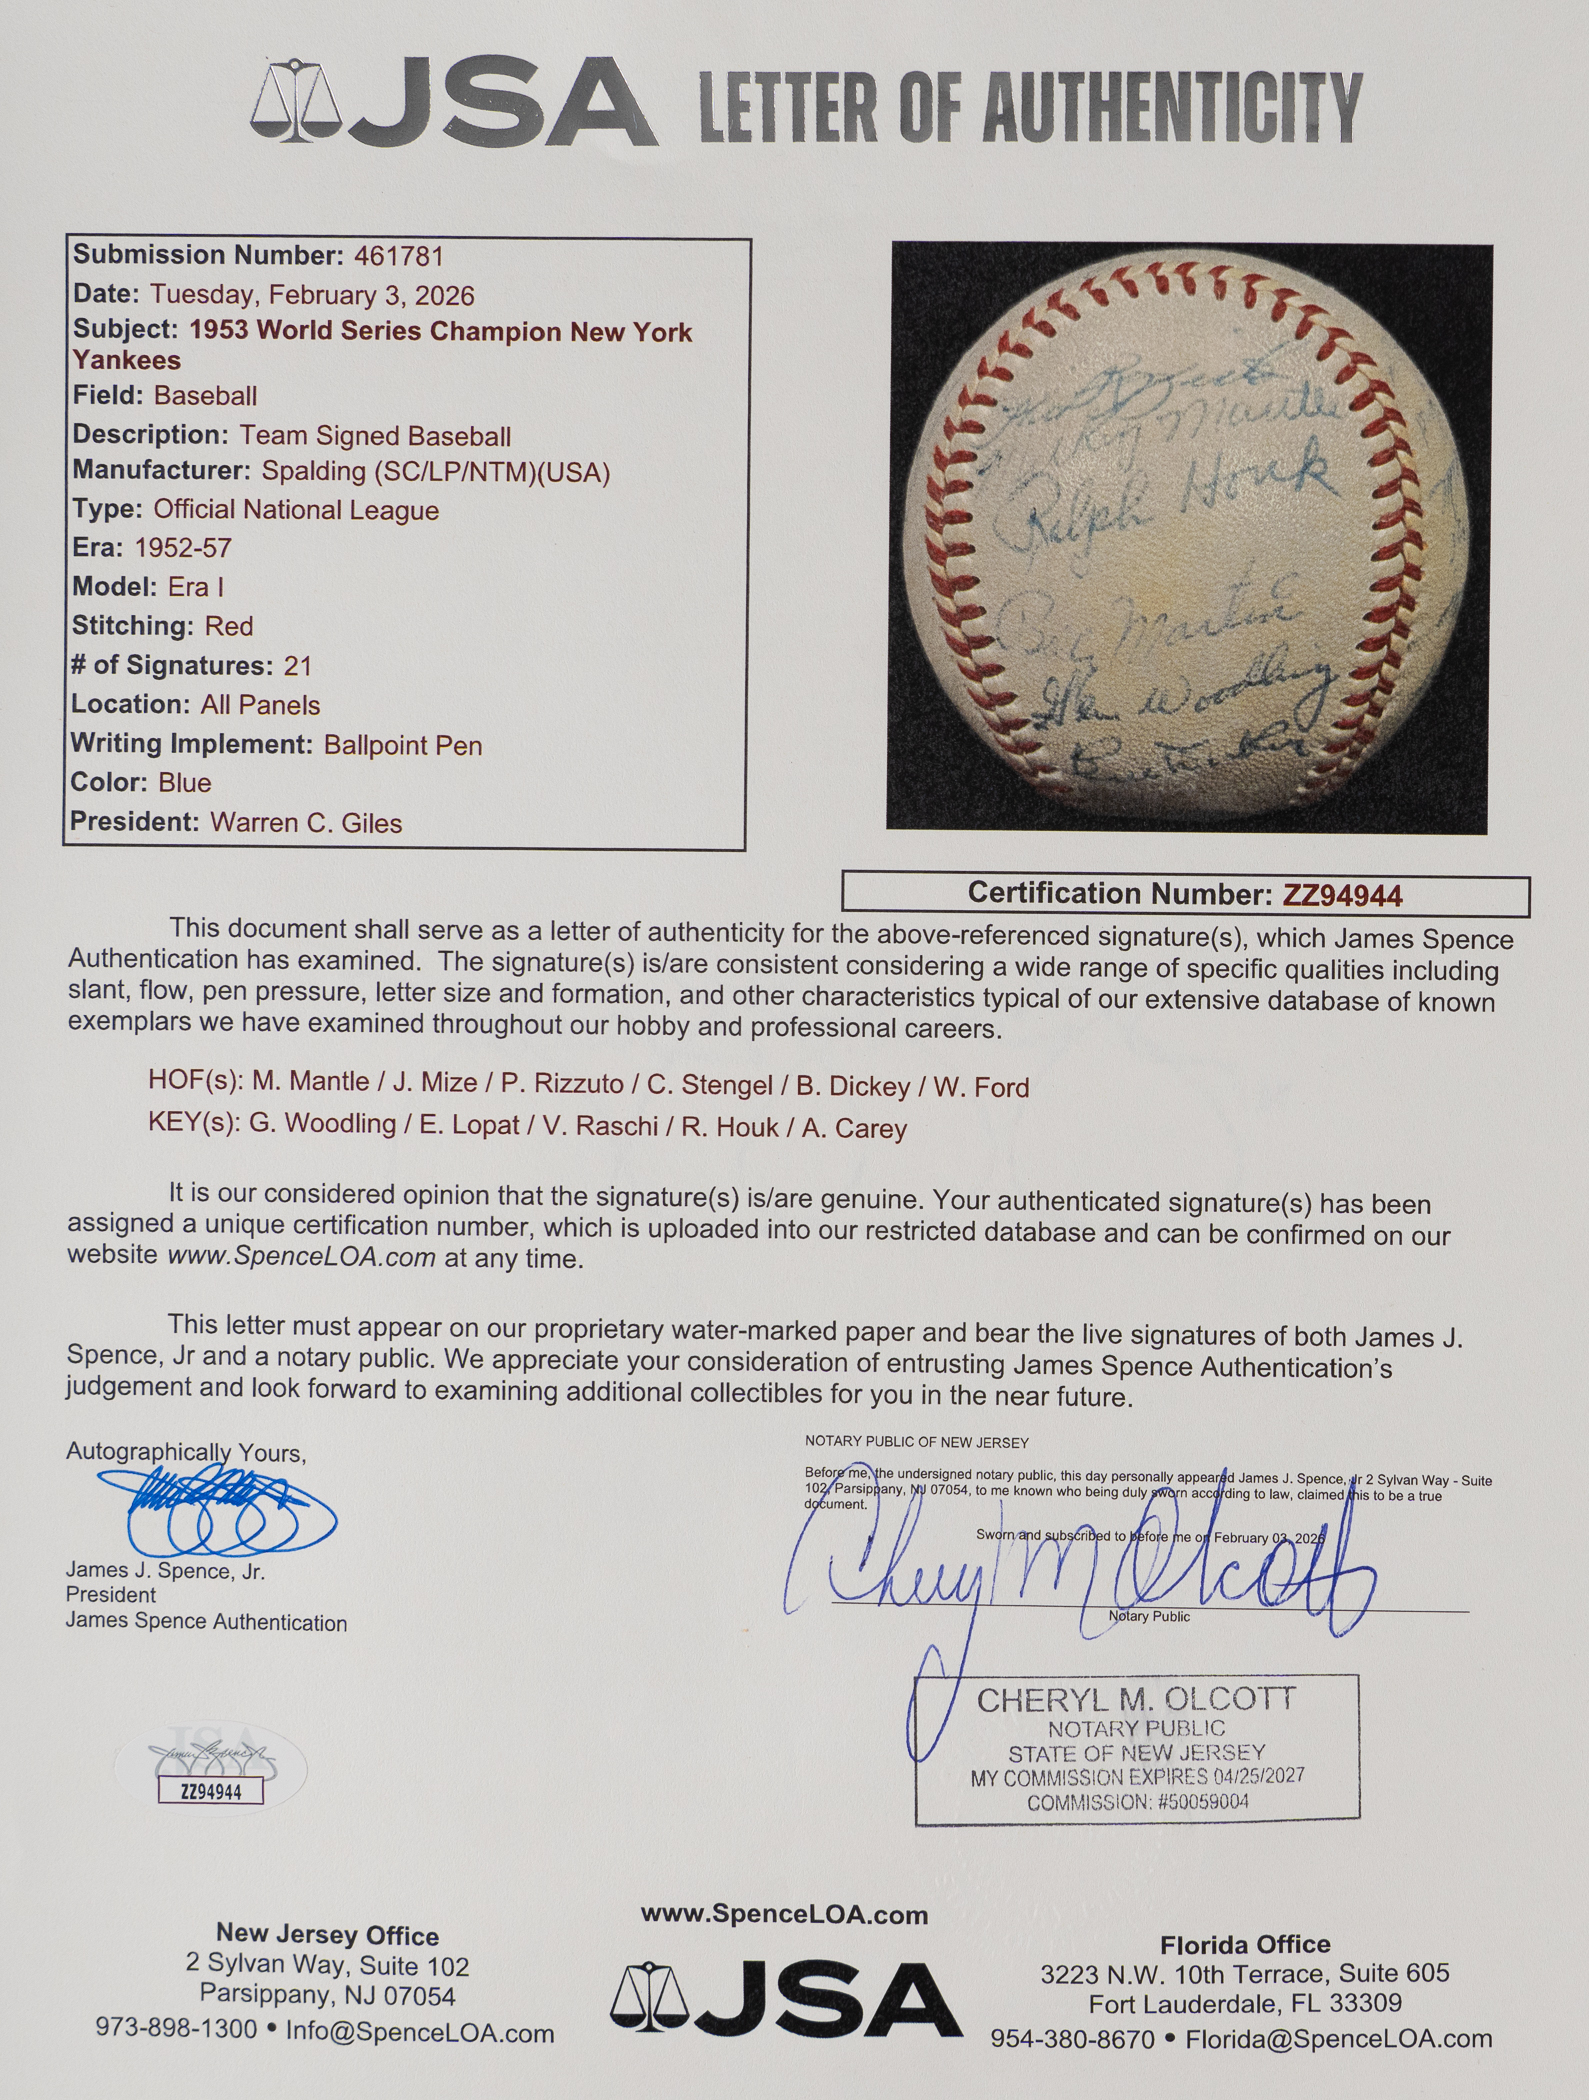 JSA LETTER OF AUTHENTICITY
Submission Number: 461781
Date: Tuesday, February 3, 2026
Subject: 1953 World Series Champion New York
Yankees
Field: Baseball
Description: Team Signed Baseball
Manufacturer: Spalding (SC/LP/NTM)(USA)
Type: Official National League
Era: 1952-57
Model: Era I
Stitching: Red
# of Signatures: 21
Location: All Panels
Writing Implement: Ballpoint Pen
Color: Blue
President: Warren C. Giles
Mantle
Ralph Houk
Martin
Gene Woodling
Certification Number: ZZ94944
This document shall serve as a letter of authenticity for the above-referenced signature(s), which James Spence
Authentication has examined.  The signature(s) is/are consistent considering a wide range of specific qualities including
slant, flow, pen pressure, letter size and formation, and other characteristics typical of our extensive database of known
exemplars we have examined throughout our hobby and professional careers.
HOF(s): M. Mantle / J. Mize / P. Rizzuto / C. Stengel / B. Dickey / W. Ford
KEY(s): G. Woodling / E. Lopat / V. Raschi / R. Houk / A. Carey
It is our considered opinion that the signature(s) is/are genuine. Your authenticated signature(s) has been
assigned a unique certification number, which is uploaded into our restricted database and can be confirmed on our
website www.SpenceLOA.com at any time.
This letter must appear on our proprietary water-marked paper and bear the live signatures of both James J.
Spence, Jr and a notary public. We appreciate your consideration of entrusting James Spence Authentication's
judgement and look forward to examining additional collectibles for you in the near future.
Autographically Yours,
James J. Spence, Jr.
President
James Spence Authentication
NOTARY PUBLIC OF NEW JERSEY
Before me, the undersigned notary public, this day personally appeared James J. Spence, Jr 2 Sylvan Way - Suite
102, Parsippany, NJ 07054, to me known who being duly sworn according to law, claimed this to be a true
document.
Sworn and subscribed to before me on February 03, 2026
Cheryl M Olcott
Notary Public
CHERYL M. OLCOTT
NOTARY PUBLIC
STATE OF NEW JERSEY
MY COMMISSION EXPIRES 04/25/2027
COMMISSION: #50059004
JSA
ZZ94944
www.SpenceLOA.com
New Jersey Office
2 Sylvan Way, Suite 102
Parsippany, NJ 07054
973-898-1300 • Info@SpenceLOA.com
JSA
Florida Office
3223 N.W. 10th Terrace, Suite 605
Fort Lauderdale, FL 33309
954-380-8670 • Florida@SpenceLOA.com